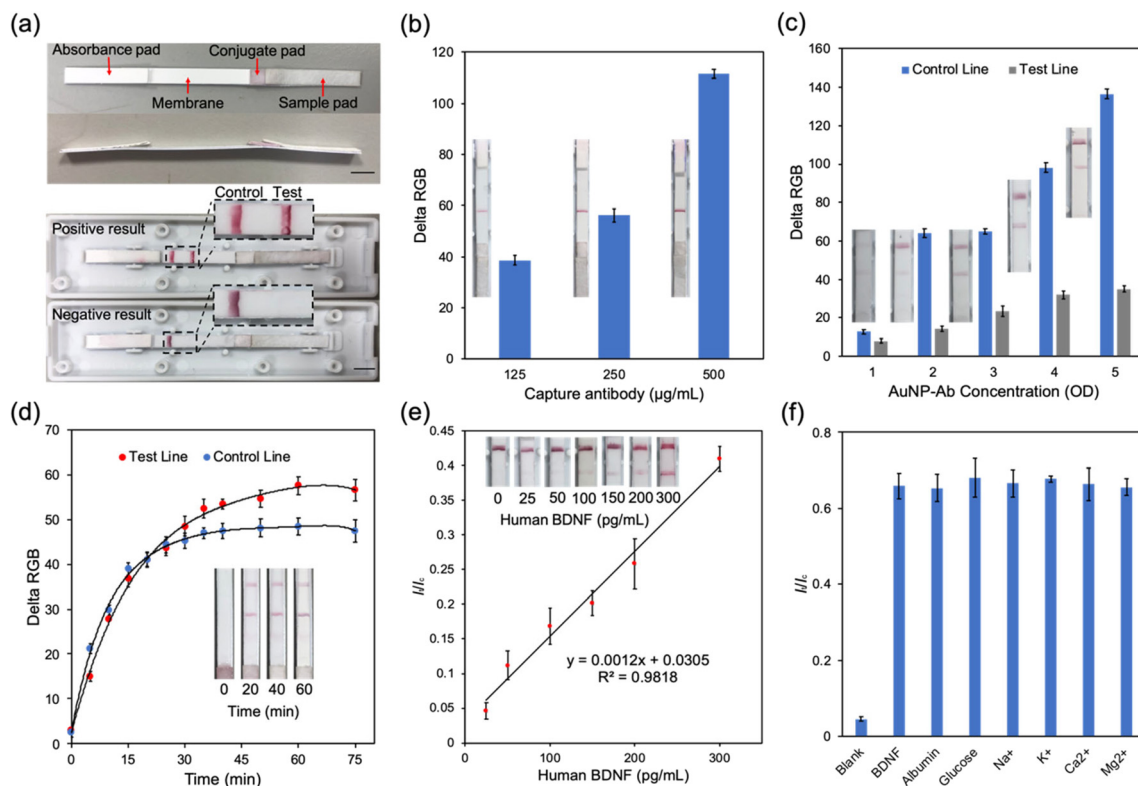 (a)
Absorbance pad
Conjugate pad
Membrane
Sample pad
Control Test
Positive result
Negative result
(b)
Delta RGB
120
100
80
60
40
20
0
125 250 500
Capture antibody (µg/mL)
(c)
Delta RGB
160
140
120
100
80
60
40
20
0
Control Line Test Line
1 2 3 4 5
AuNP-Ab Concentration (OD)
(d)
Delta RGB
70
60
50
40
30
20
10
0
Test Line Control Line
0 20 40 60
Time (min)
0 15 30 45 60 75
Time (min)
(e)
It/Ic
0.45
0.4
0.35
0.3
0.25
0.2
0.15
0.1
0.05
0
0 25 50 100 150 200 300
Human BDNF (pg/mL)
y = 0.0012x + 0.0305
R² = 0.9818
0 100 200 300
Human BDNF (pg/mL)
(f)
It/Ic
0.8
0.6
0.4
0.2
0
Blank BDNF Albumin Glucose Na+ K+ Ca2+ Mg2+